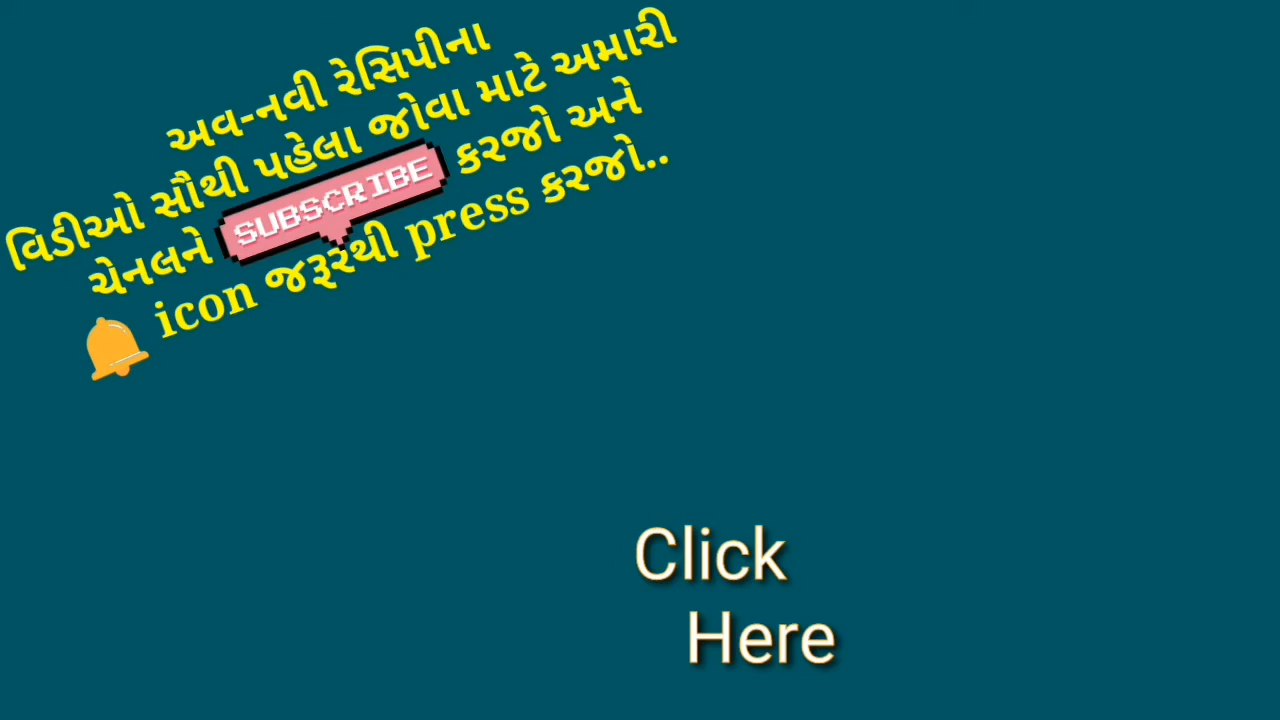 અવ-નવી રેસિપીના
વિડીઓ સૌથી પહેલા જોવા માટે અમારી
ચેનલને SUBSCRIBE કરજો અને
🔔 icon જરૂરથી press કરજો..
Click
Here